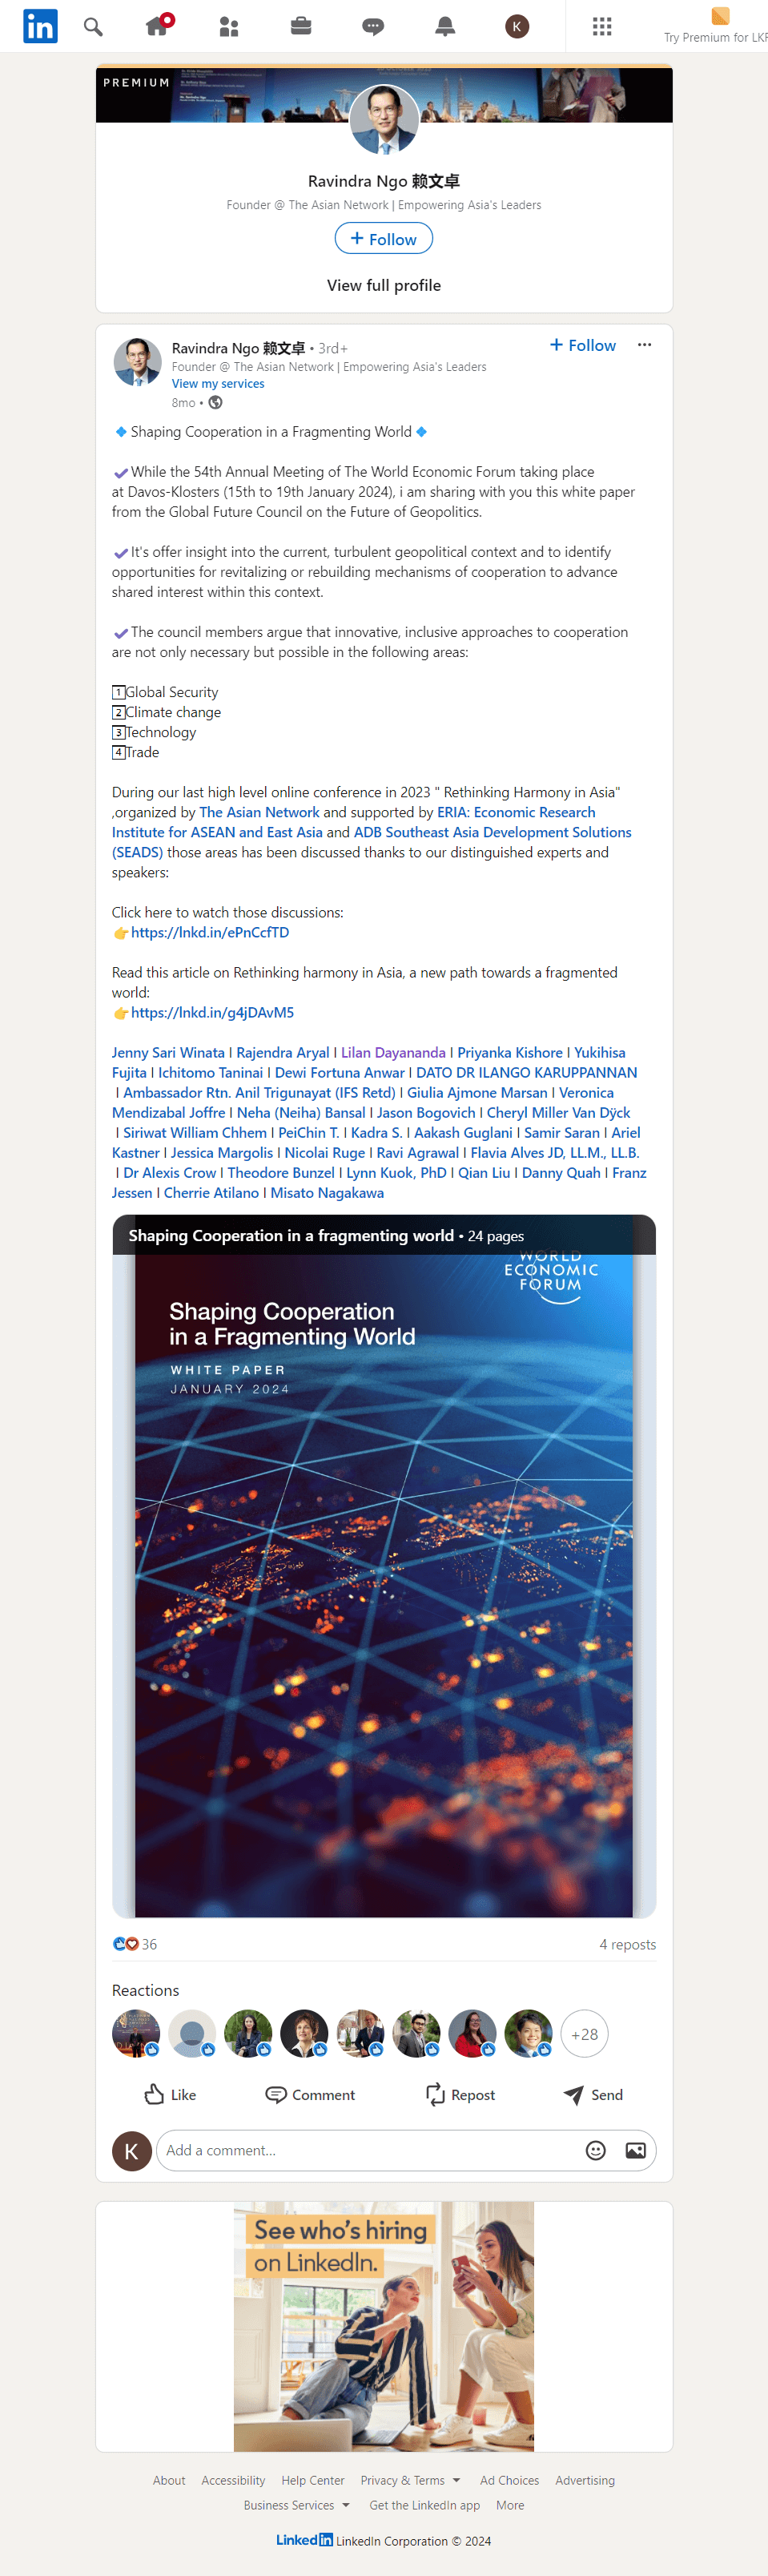 in
K
Try Premium for LKR
PREMIUM
Ravindra Ngo 赖文卓
Founder @ The Asian Network | Empowering Asia's Leaders
+ Follow
View full profile
Ravindra Ngo 赖文卓 • 3rd+
+ Follow
Founder @ The Asian Network | Empowering Asia's Leaders
View my services
8mo •
🔹 Shaping Cooperation in a Fragmenting World 🔹
✔️While the 54th Annual Meeting of The World Economic Forum taking place
at Davos-Klosters (15th to 19th January 2024), i am sharing with you this white paper
from the Global Future Council on the Future of Geopolitics.
✔️It's offer insight into the current, turbulent geopolitical context and to identify
opportunities for revitalizing or rebuilding mechanisms of cooperation to advance
shared interest within this context.
✔️The council members argue that innovative, inclusive approaches to cooperation
are not only necessary but possible in the following areas:
1️⃣Global Security
2️⃣Climate change
3️⃣Technology
4️⃣Trade
During our last high level online conference in 2023 " Rethinking Harmony in Asia"
,organized by The Asian Network and supported by ERIA: Economic Research
Institute for ASEAN and East Asia and ADB Southeast Asia Development Solutions
(SEADS) those areas has been discussed thanks to our distinguished experts and
speakers:
Click here to watch those discussions:
👉https://lnkd.in/ePnCcfTD
Read this article on Rethinking harmony in Asia, a new path towards a fragmented
world:
👉https://lnkd.in/g4jDAvM5
Jenny Sari Winata I Rajendra Aryal I Lilan Dayananda I Priyanka Kishore I Yukihisa
Fujita I Ichitomo Taninai I Dewi Fortuna Anwar I DATO DR ILANGO KARUPPANNAN
I Ambassador Rtn. Anil Trigunayat (IFS Retd) I Giulia Ajmone Marsan I Veronica
Mendizabal Joffre I Neha (Neiha) Bansal I Jason Bogovich I Cheryl Miller Van Dÿck
I Siriwat William Chhem I PeiChin T. I Kadra S. I Aakash Guglani I Samir Saran I Ariel
Kastner I Jessica Margolis I Nicolai Ruge I Ravi Agrawal I Flavia Alves JD, LL.M., LL.B.
I Dr Alexis Crow I Theodore Bunzel I Lynn Kuok, PhD I Qian Liu I Danny Quah I Franz
Jessen I Cherrie Atilano I Misato Nagakawa
Shaping Cooperation in a fragmenting world • 24 pages
WORLD
ECONOMIC
FORUM
Shaping Cooperation
in a Fragmenting World
WHITE PAPER
JANUARY 2024
36
4 reposts
Reactions
+28
Like
Comment
Repost
Send
K
Add a comment...
See who's hiring
on LinkedIn.
About Accessibility Help Center Privacy & Terms Ad Choices Advertising
Business Services Get the LinkedIn app More
LinkedIn LinkedIn Corporation © 2024